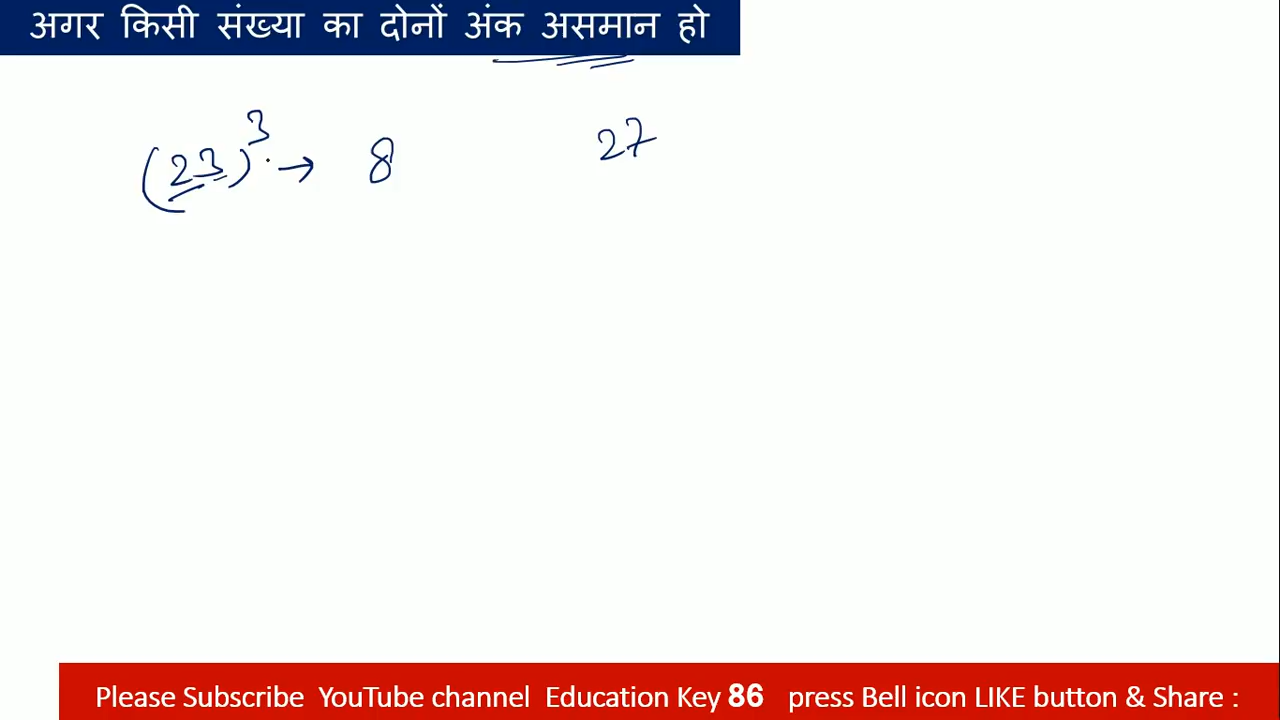 अगर किसी संख्या का दोनों अंक असमान हो
(23)³ → 8 27
Please Subscribe YouTube channel Education Key 86 press Bell icon LIKE button & Share :